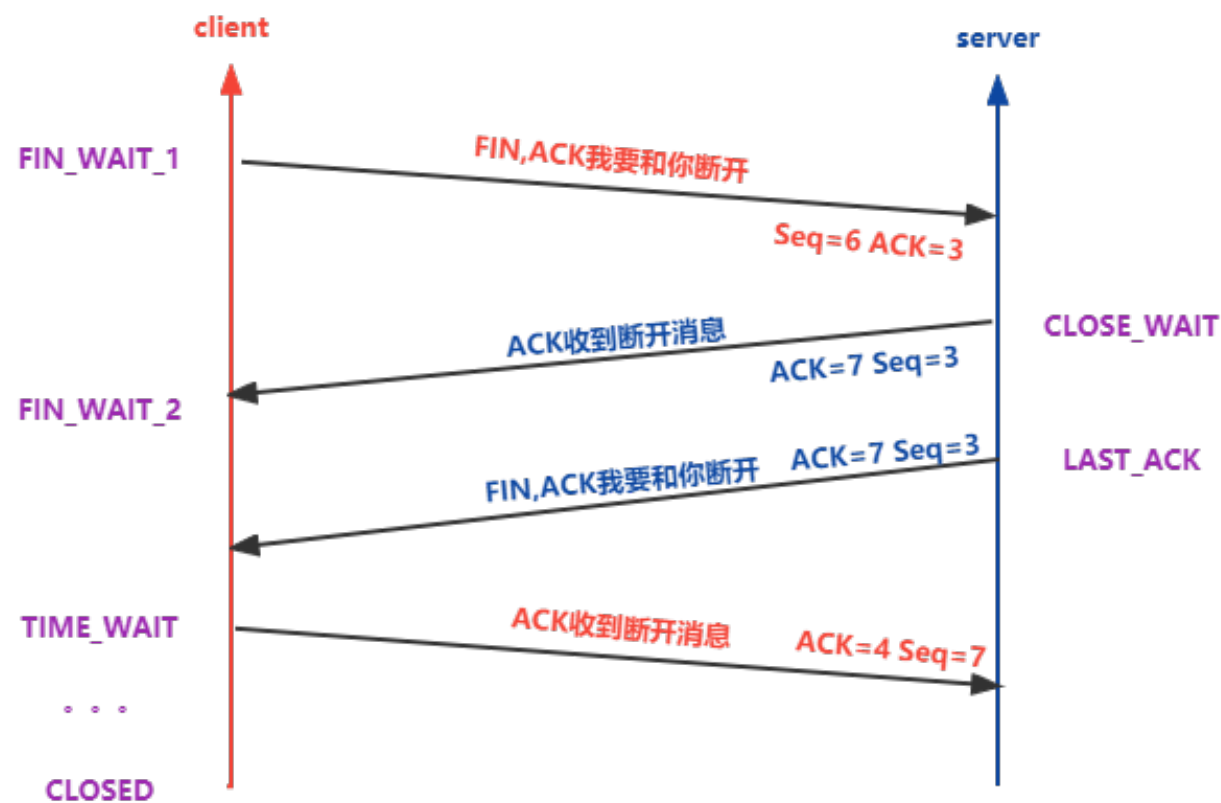 client
server
FIN_WAIT_1
FIN,ACK我要和你断开
Seq=6 ACK=3
ACK收到断开消息
CLOSE_WAIT
ACK=7 Seq=3
FIN_WAIT_2
FIN,ACK我要和你断开
ACK=7 Seq=3
LAST_ACK
TIME_WAIT
ACK收到断开消息
ACK=4 Seq=7
。。。
CLOSED